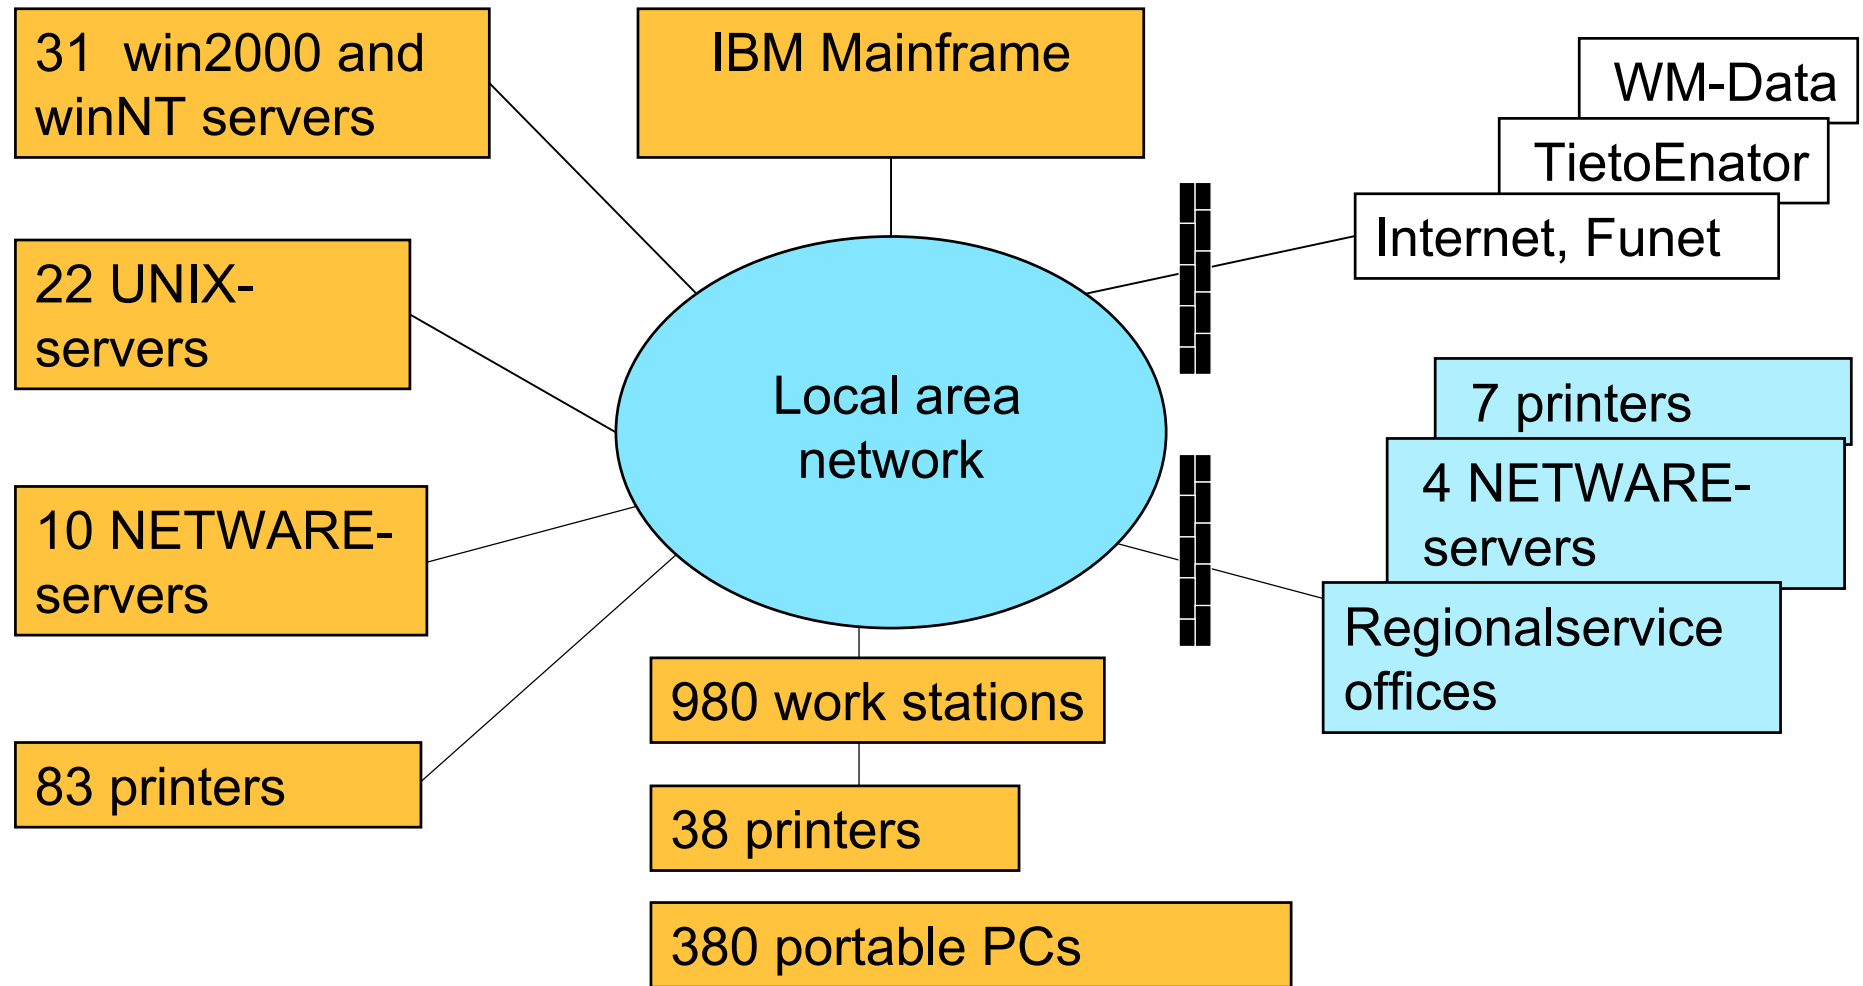 31 win2000 and
winNT servers
IBM Mainframe
WM-Data
TietoEnator
Internet, Funet
22 UNIX-
servers
Local area
network
7 printers
4 NETWARE-
servers
10 NETWARE-
servers
Regionalservice
offices
980 work stations
83 printers
38 printers
380 portable PCs